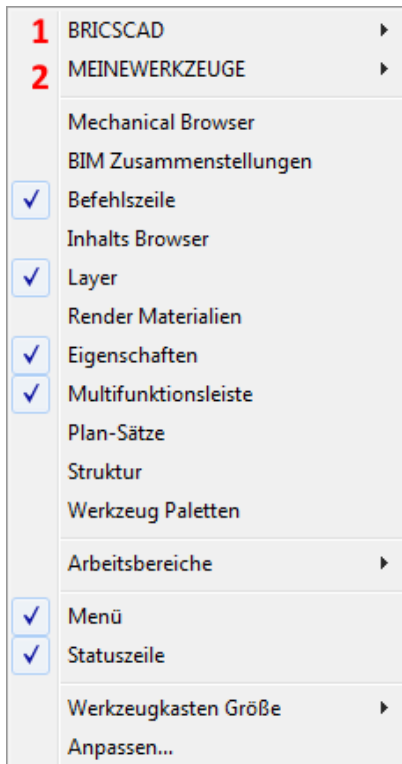 1 BRICSCAD
2 MEINEWERKZEUGE
Mechanical Browser
BIM Zusammenstellungen
Befehlszeile
Inhalts Browser
Layer
Render Materialien
Eigenschaften
Multifunktionsleiste
Plan-Sätze
Struktur
Werkzeug Paletten
Arbeitsbereiche
Menü
Statuszeile
Werkzeugkasten Größe
Anpassen...